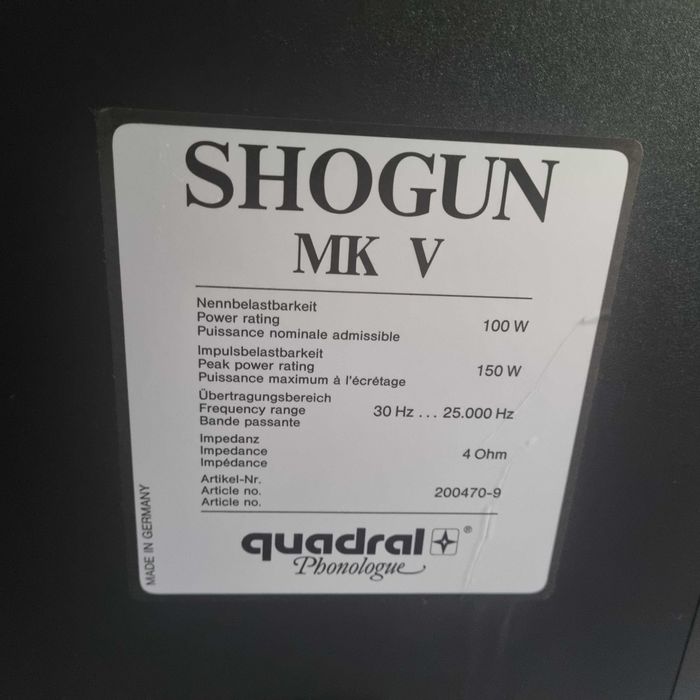 SHOGUN
MK V
Nennbelastbarkeit
Power rating 100 W
Puissance nominale admissible
Impulsbelastbarkeit
Peak power rating 150 W
Puissance maximum à l'écrétage
Übertragungsbereich
Frequency range 30 Hz ... 25.000 Hz
Bande passante
Impedanz
Impedance 4 Ohm
Impédance
Artikel-Nr.
Article no. 200470-9
Article no.
MADE IN GERMANY
quadral ®
Phonologue